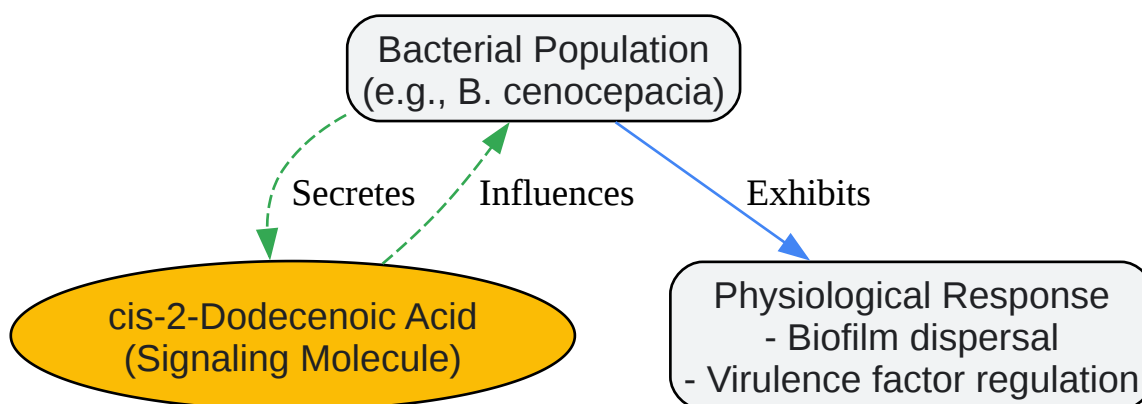 Bacterial Population
(e.g., B. cenocepacia)
Secretes
Influences
Exhibits
cis-2-Dodecenoic Acid
(Signaling Molecule)
Physiological Response
- Biofilm dispersal
- Virulence factor regulation